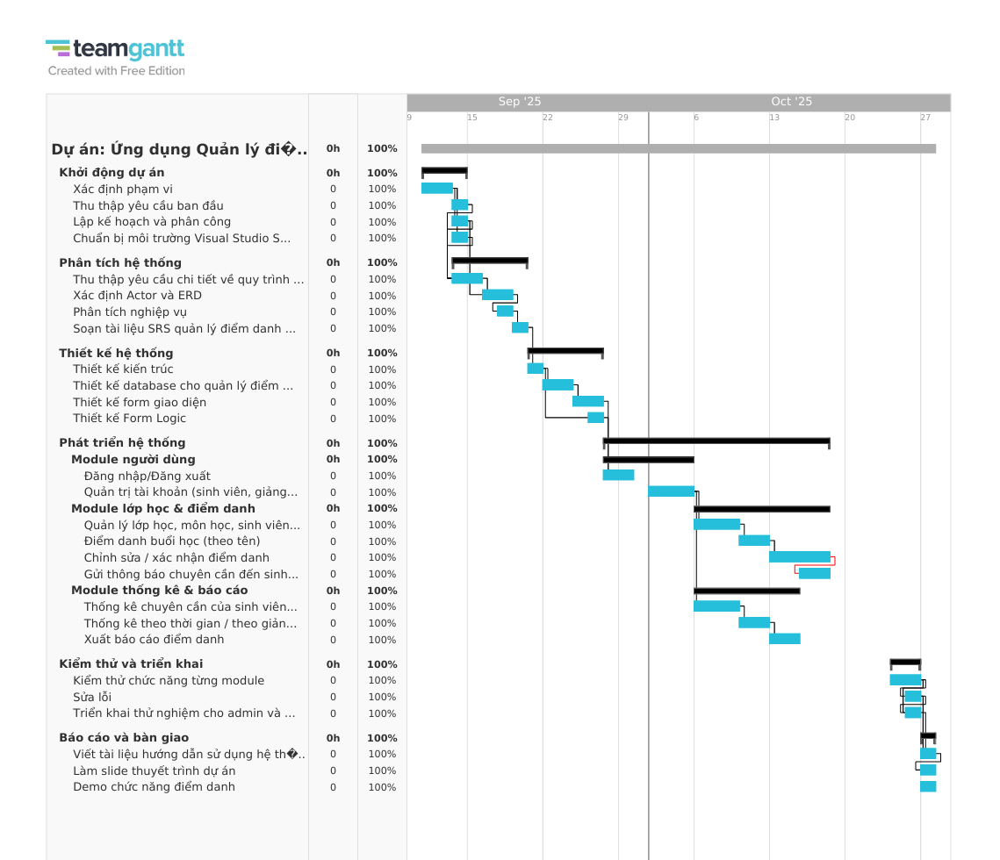 teamgantt
Created with Free Edition
Sep '25 Oct '25
9 15 22 29 6 13 20 27
Dự án: Ứng dụng Quản lý đi�.. 0h 100%
Khởi động dự án 0h 100%
Xác định phạm vi 0 100%
Thu thập yêu cầu ban đầu 0 100%
Lập kế hoạch và phân công 0 100%
Chuẩn bị môi trường Visual Studio S... 0 100%
Phân tích hệ thống 0h 100%
Thu thập yêu cầu chi tiết về quy trình ... 0 100%
Xác định Actor và ERD 0 100%
Phân tích nghiệp vụ 0 100%
Soạn tài liệu SRS quản lý điểm danh ... 0 100%
Thiết kế hệ thống 0h 100%
Thiết kế kiến trúc 0 100%
Thiết kế database cho quản lý điểm ... 0 100%
Thiết kế form giao diện 0 100%
Thiết kế Form Logic 0 100%
Phát triển hệ thống 0h 100%
Module người dùng 0h 100%
Đăng nhập/Đăng xuất 0 100%
Quản trị tài khoản (sinh viên, giảng... 0 100%
Module lớp học & điểm danh 0h 100%
Quản lý lớp học, môn học, sinh viên... 0 100%
Điểm danh buổi học (theo tên) 0 100%
Chỉnh sửa / xác nhận điểm danh 0 100%
Gửi thông báo chuyên cần đến sinh... 0 100%
Module thống kê & báo cáo 0h 100%
Thống kê chuyên cần của sinh viên... 0 100%
Thống kê theo thời gian / theo giản... 0 100%
Xuất báo cáo điểm danh 0 100%
Kiểm thử và triển khai 0h 100%
Kiểm thử chức năng từng module 0 100%
Sửa lỗi 0 100%
Triển khai thử nghiệm cho admin và ... 0 100%
Báo cáo và bàn giao 0h 100%
Viết tài liệu hướng dẫn sử dụng hệ th�.. 0 100%
Làm slide thuyết trình dự án 0 100%
Demo chức năng điểm danh 0 100%